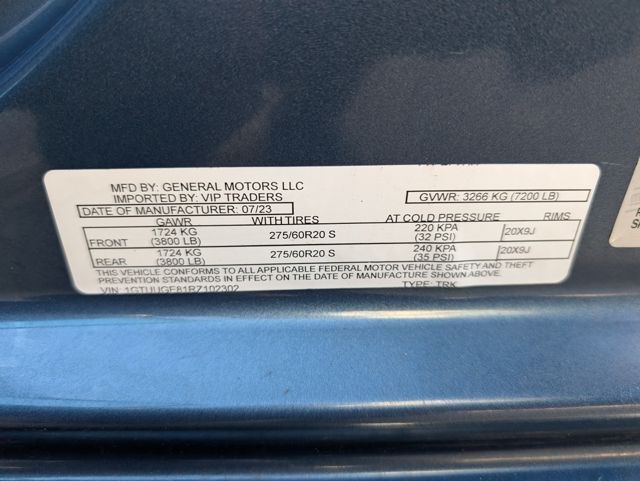 MFD BY: GENERAL MOTORS LLC
IMPORTED BY: VIP TRADERS
GVWR: 3266 KG (7200 LB)
DATE OF MANUFACTURER: 07/23
GAWR WITH TIRES AT COLD PRESSURE RIMS
1724 KG 220 KPA
FRONT (3800 LB) 275/60R20 S (32 PSI) 20X9J
1724 KG 240 KPA
REAR (3800 LB) 275/60R20 S (35 PSI) 20X9J
THIS VEHICLE CONFORMS TO ALL APPLICABLE FEDERAL MOTOR VEHICLE SAFETY AND THEFT
PREVENTION STANDARDS IN EFFECT ON THE DATE OF MANUFACTURE SHOWN ABOVE.
VIN: 1GTUUGE81RZ102302 TYPE: TRK